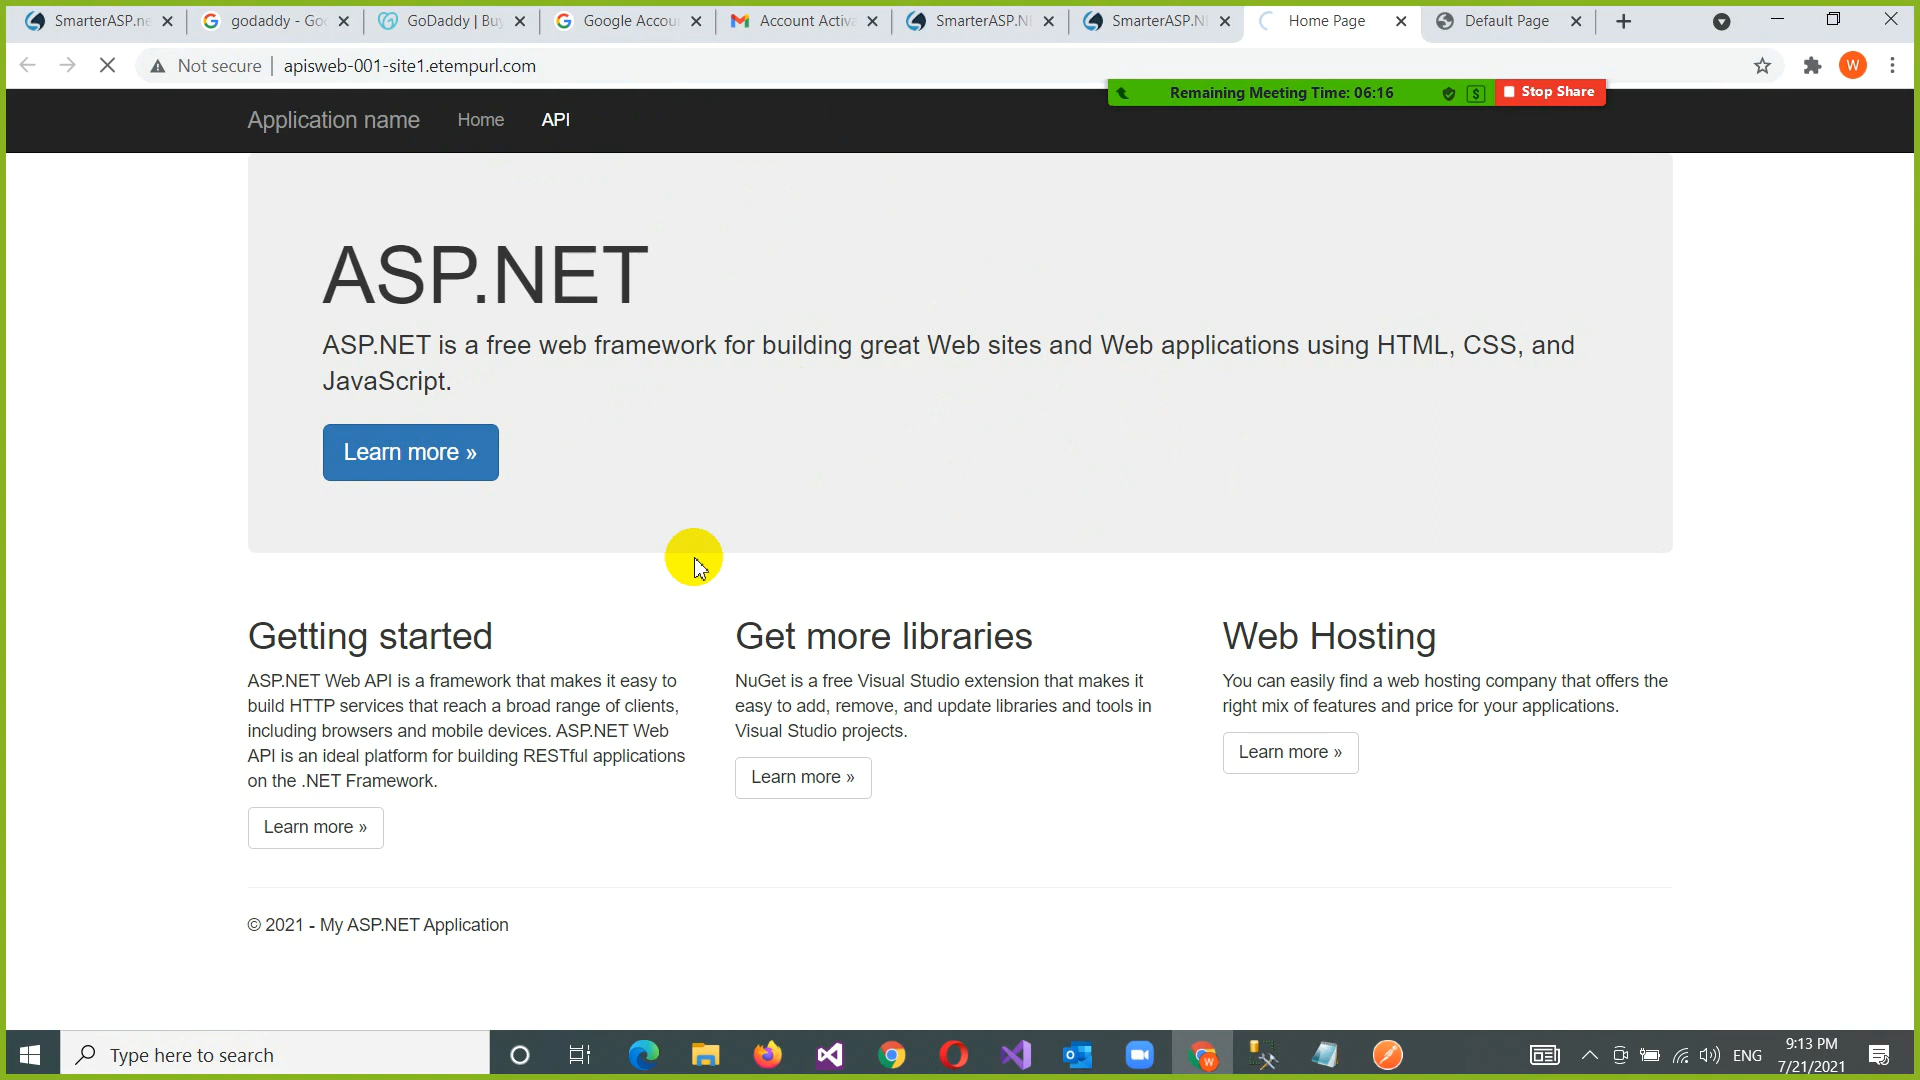 SmarterASP.ne
godaddy - Go
GoDaddy | Bu
Google Accou
Account Activa
SmarterASP.N
SmarterASP.N
Home Page
Default Page
Not secure
apisweb-001-site1.etempurl.com
W
Remaining Meeting Time: 06:16
$
Stop Share
Application name
Home
API
ASP.NET
ASP.NET is a free web framework for building great Web sites and Web applications using HTML, CSS, and
JavaScript.
Learn more »
Getting started
ASP.NET Web API is a framework that makes it easy to
build HTTP services that reach a broad range of clients,
including browsers and mobile devices. ASP.NET Web
API is an ideal platform for building RESTful applications
on the .NET Framework.
Learn more »
Get more libraries
NuGet is a free Visual Studio extension that makes it
easy to add, remove, and update libraries and tools in
Visual Studio projects.
Learn more »
Web Hosting
You can easily find a web hosting company that offers the
right mix of features and price for your applications.
Learn more »
© 2021 - My ASP.NET Application
Type here to search
W
ENG
9:13 PM
7/21/2021